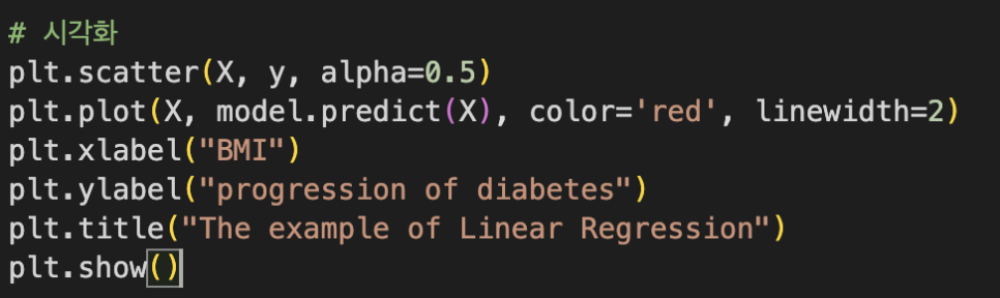 # 시각화
plt.scatter(X, y, alpha=0.5)
plt.plot(X, model.predict(X), color='red', linewidth=2)
plt.xlabel("BMI")
plt.ylabel("progression of diabetes")
plt.title("The example of Linear Regression")
plt.show()